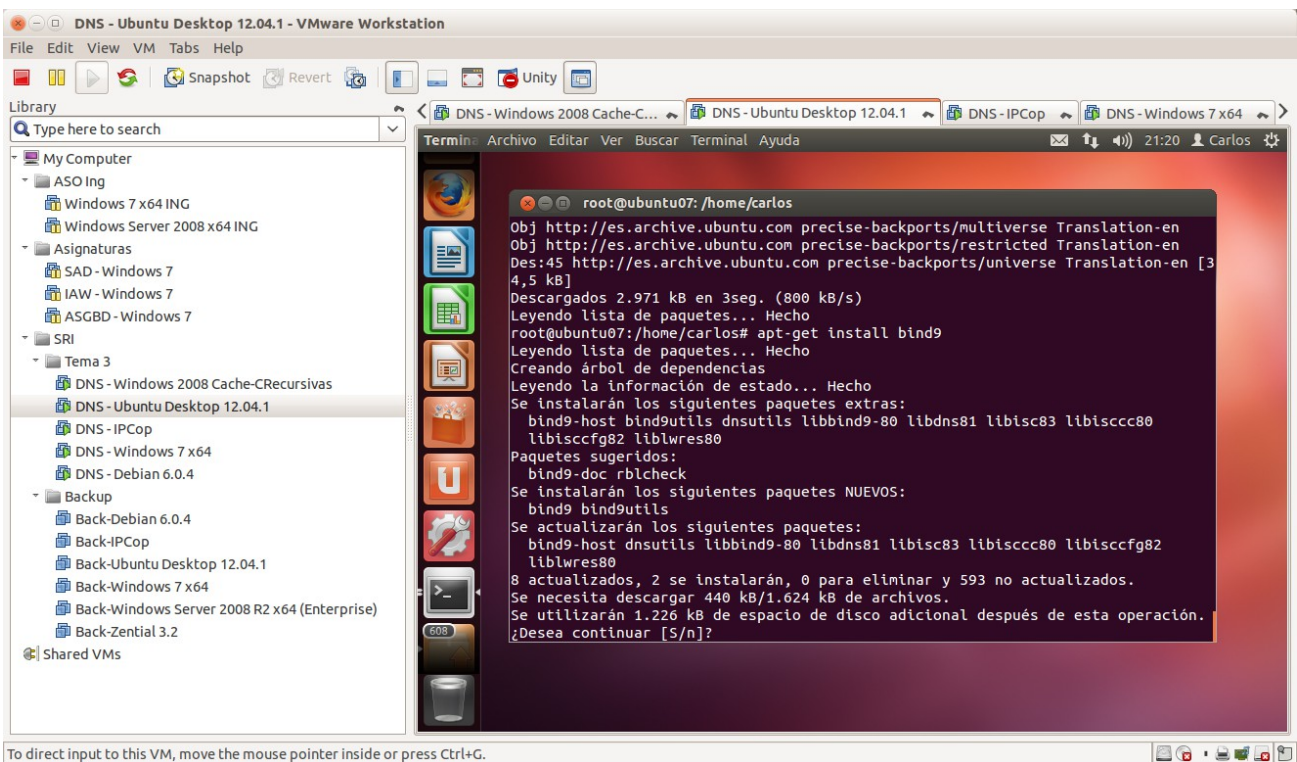 DNS - Ubuntu Desktop 12.04.1 - VMware Workstation
File Edit View VM Tabs Help
Snapshot Revert Unity
Library
Type here to search
My Computer
ASO Ing
Windows 7 x64 ING
Windows Server 2008 x64 ING
Asignaturas
SAD - Windows 7
IAW - Windows 7
ASGBD - Windows 7
SRI
Tema 3
DNS - Windows 2008 Cache-CRecursivas
DNS - Ubuntu Desktop 12.04.1
DNS - IPCop
DNS - Windows 7 x64
DNS - Debian 6.0.4
Backup
Back-Debian 6.0.4
Back-IPCop
Back-Ubuntu Desktop 12.04.1
Back-Windows 7 x64
Back-Windows Server 2008 R2 x64 (Enterprise)
Back-Zential 3.2
Shared VMs
DNS - Windows 2008 Cache-C... DNS - Ubuntu Desktop 12.04.1 DNS - IPCop DNS - Windows 7 x64
Termina Archivo Editar Ver Buscar Terminal Ayuda 21:20 Carlos
root@ubuntu07: /home/carlos
Obj http://es.archive.ubuntu.com precise-backports/multiverse Translation-en
Obj http://es.archive.ubuntu.com precise-backports/restricted Translation-en
Des:45 http://es.archive.ubuntu.com precise-backports/universe Translation-en [3
4,5 kB]
Descargados 2.971 kB en 3seg. (800 kB/s)
Leyendo lista de paquetes... Hecho
root@ubuntu07:/home/carlos# apt-get install bind9
Leyendo lista de paquetes... Hecho
Creando árbol de dependencias
Leyendo la información de estado... Hecho
Se instalarán los siguientes paquetes extras:
bind9-host bind9utils dnsutils libbind9-80 libdns81 libisc83 libisccc80
libisccfg82 liblwres80
Paquetes sugeridos:
bind9-doc rblcheck
Se instalarán los siguientes paquetes NUEVOS:
bind9 bind9utils
Se actualizarán los siguientes paquetes:
bind9-host dnsutils libbind9-80 libdns81 libisc83 libisccc80 libisccfg82
liblwres80
8 actualizados, 2 se instalarán, 0 para eliminar y 593 no actualizados.
Se necesita descargar 440 kB/1.624 kB de archivos.
Se utilizarán 1.226 kB de espacio de disco adicional después de esta operación.
¿Desea continuar [S/n]?
608
To direct input to this VM, move the mouse pointer inside or press Ctrl+G.